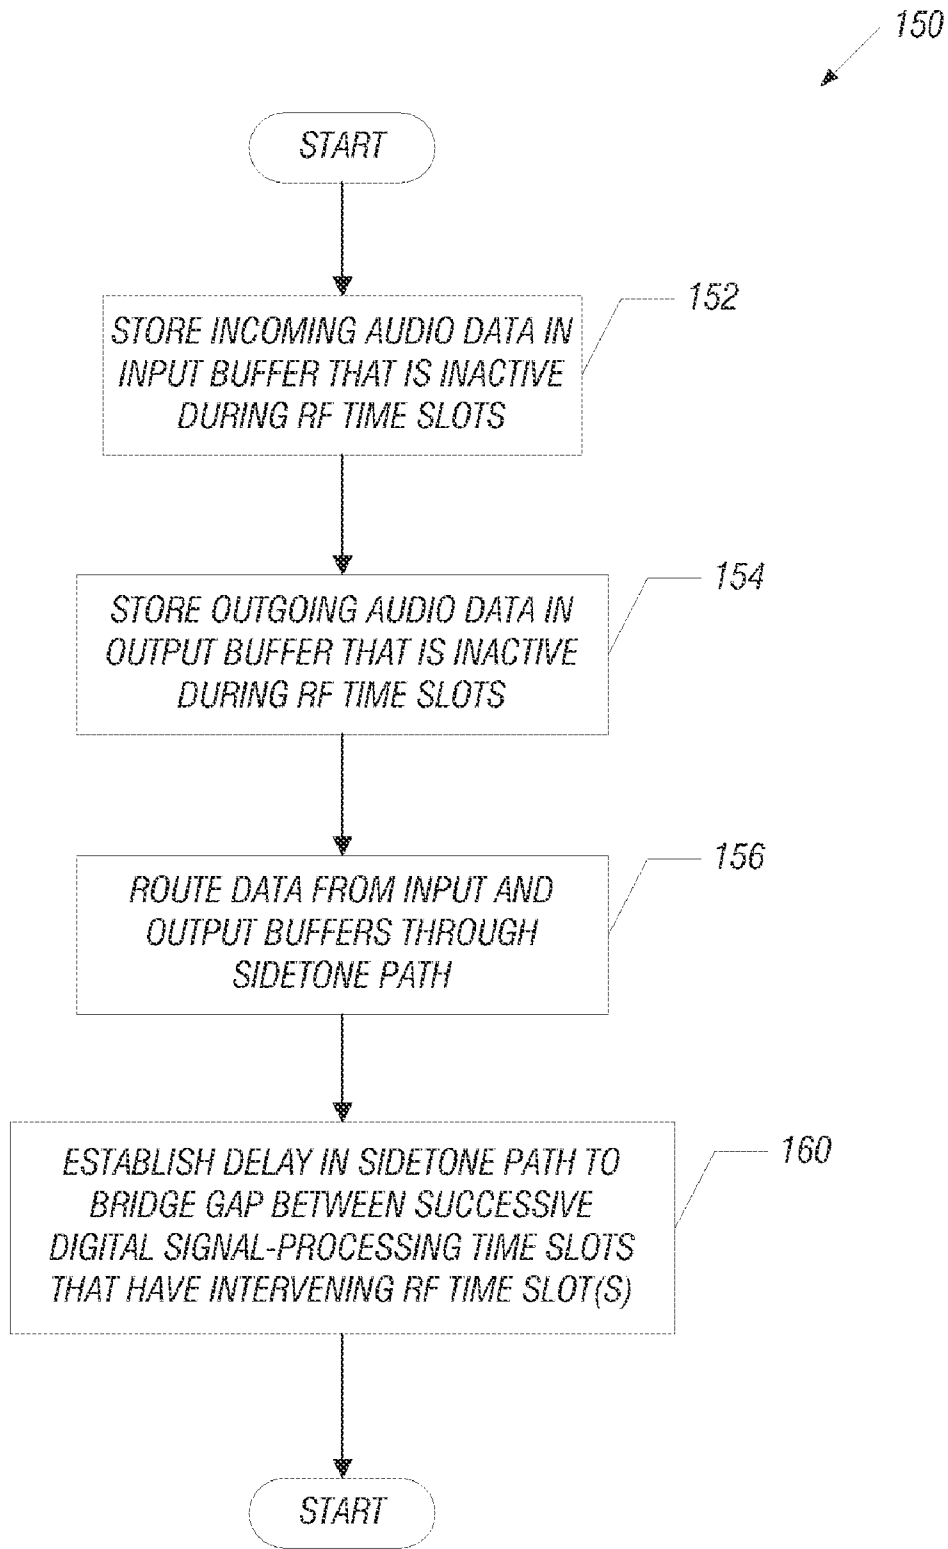 150
START
152
STORE INCOMING AUDIO DATA IN
INPUT BUFFER THAT IS INACTIVE
DURING RF TIME SLOTS
154
STORE OUTGOING AUDIO DATA IN
OUTPUT BUFFER THAT IS INACTIVE
DURING RF TIME SLOTS
156
ROUTE DATA FROM INPUT AND
OUTPUT BUFFERS THROUGH
SIDETONE PATH
160
ESTABLISH DELAY IN SIDETONE PATH TO
BRIDGE GAP BETWEEN SUCCESSIVE
DIGITAL SIGNAL-PROCESSING TIME SLOTS
THAT HAVE INTERVENING RF TIME SLOT(S)
START